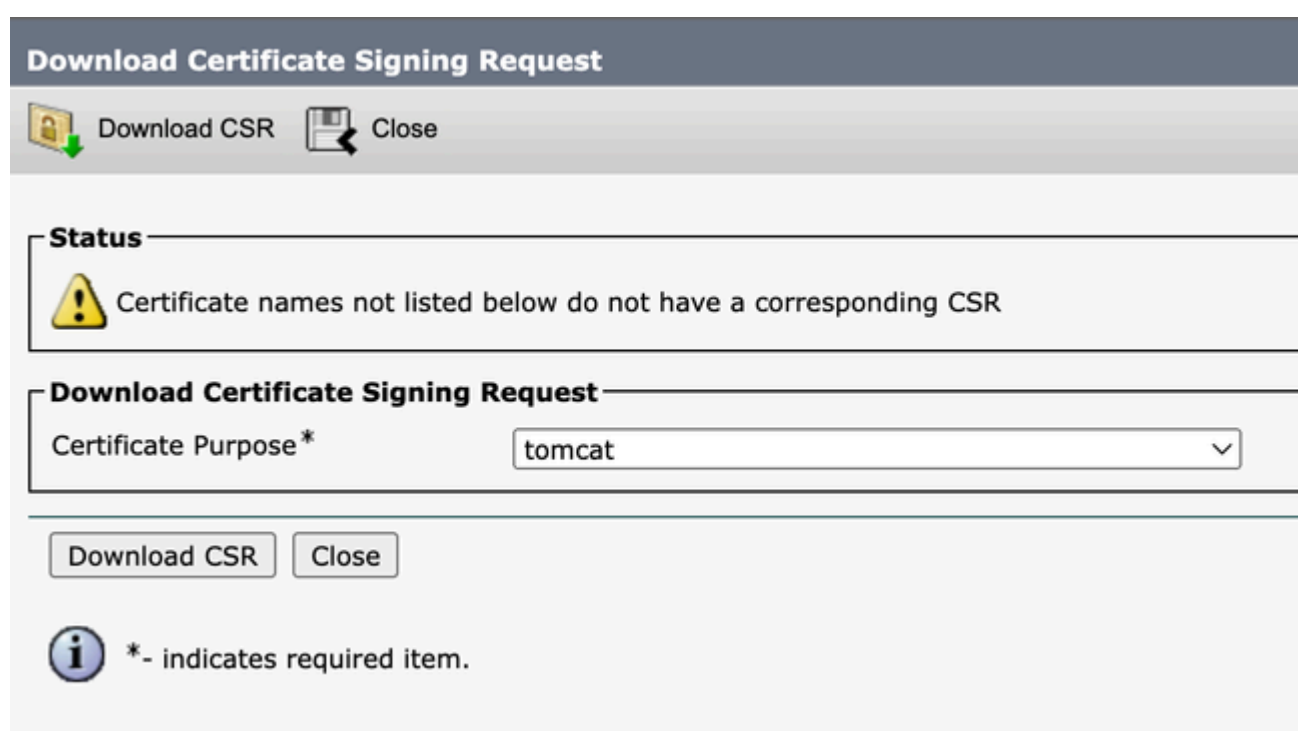 Download Certificate Signing Request
Download CSR Close
Status
Certificate names not listed below do not have a corresponding CSR
Download Certificate Signing Request
Certificate Purpose* tomcat
Download CSR Close
*- indicates required item.